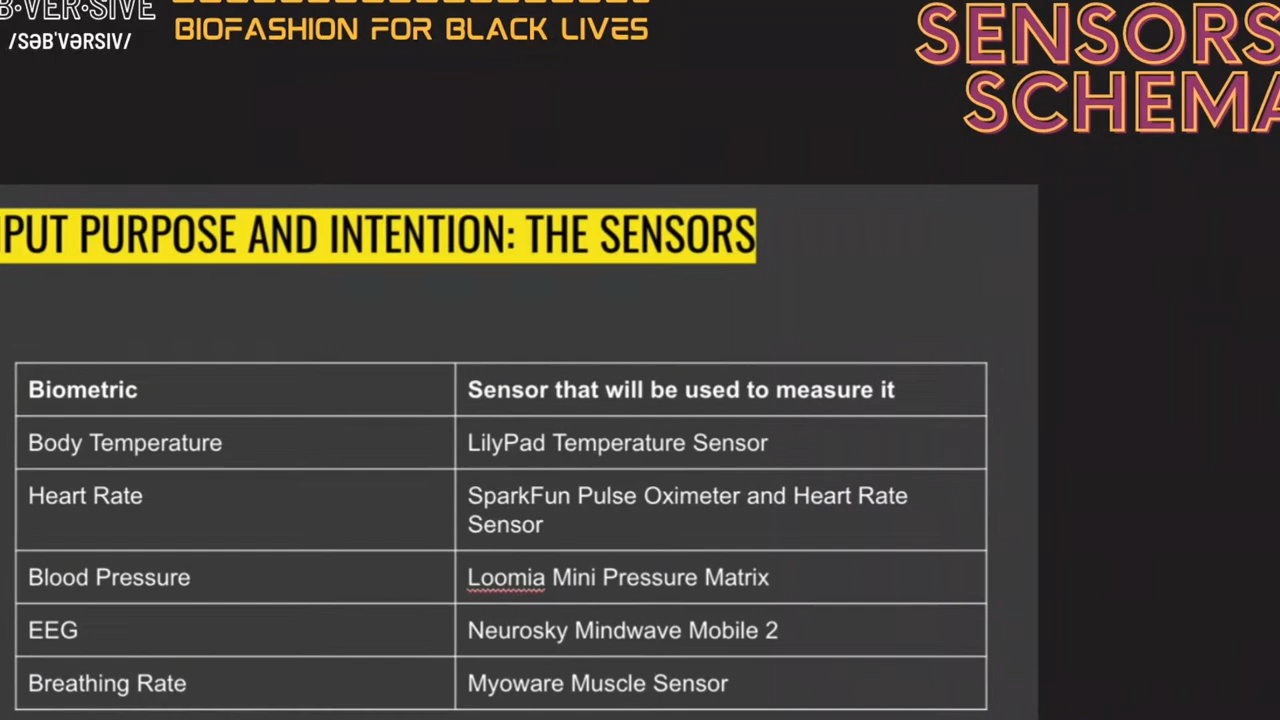 B·VER·SIVE
/SƏB'VƏRSIV/
BIOFASHION FOR BLACK LIVES
SENSORS
SCHEMA
PUT PURPOSE AND INTENTION: THE SENSORS
Biometric
Sensor that will be used to measure it
Body Temperature
LilyPad Temperature Sensor
Heart Rate
SparkFun Pulse Oximeter and Heart Rate
Sensor
Blood Pressure
Loomia Mini Pressure Matrix
EEG
Neurosky Mindwave Mobile 2
Breathing Rate
Myoware Muscle Sensor